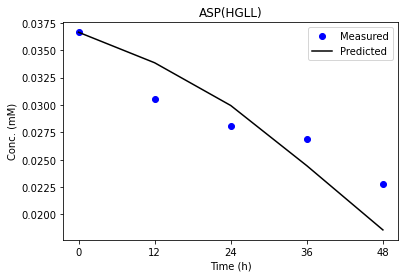 ASP(HGLL)
Measured
Predicted
Conc. (mM)
0.0375
0.0350
0.0325
0.0300
0.0275
0.0250
0.0225
0.0200
0 12 24 36 48
Time (h)